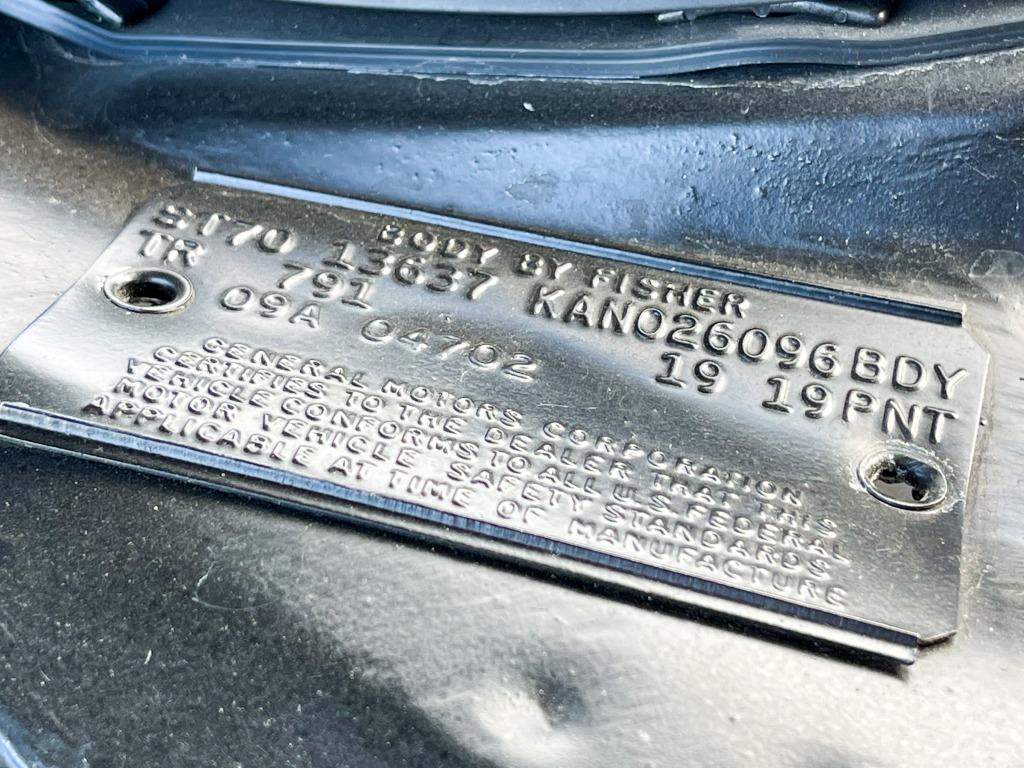 BODY BY FISHER
ST70 13637 KAN026096BDY
TR 791 19 19PNT
09A 04702
GENERAL MOTORS CORPORATION
CERTIFIES TO THE DEALER THAT THIS
VEHICLE CONFORMS TO ALL U.S. FEDERAL
MOTOR VEHICLE SAFETY STANDARDS
APPLICABLE AT TIME OF MANUFACTURE